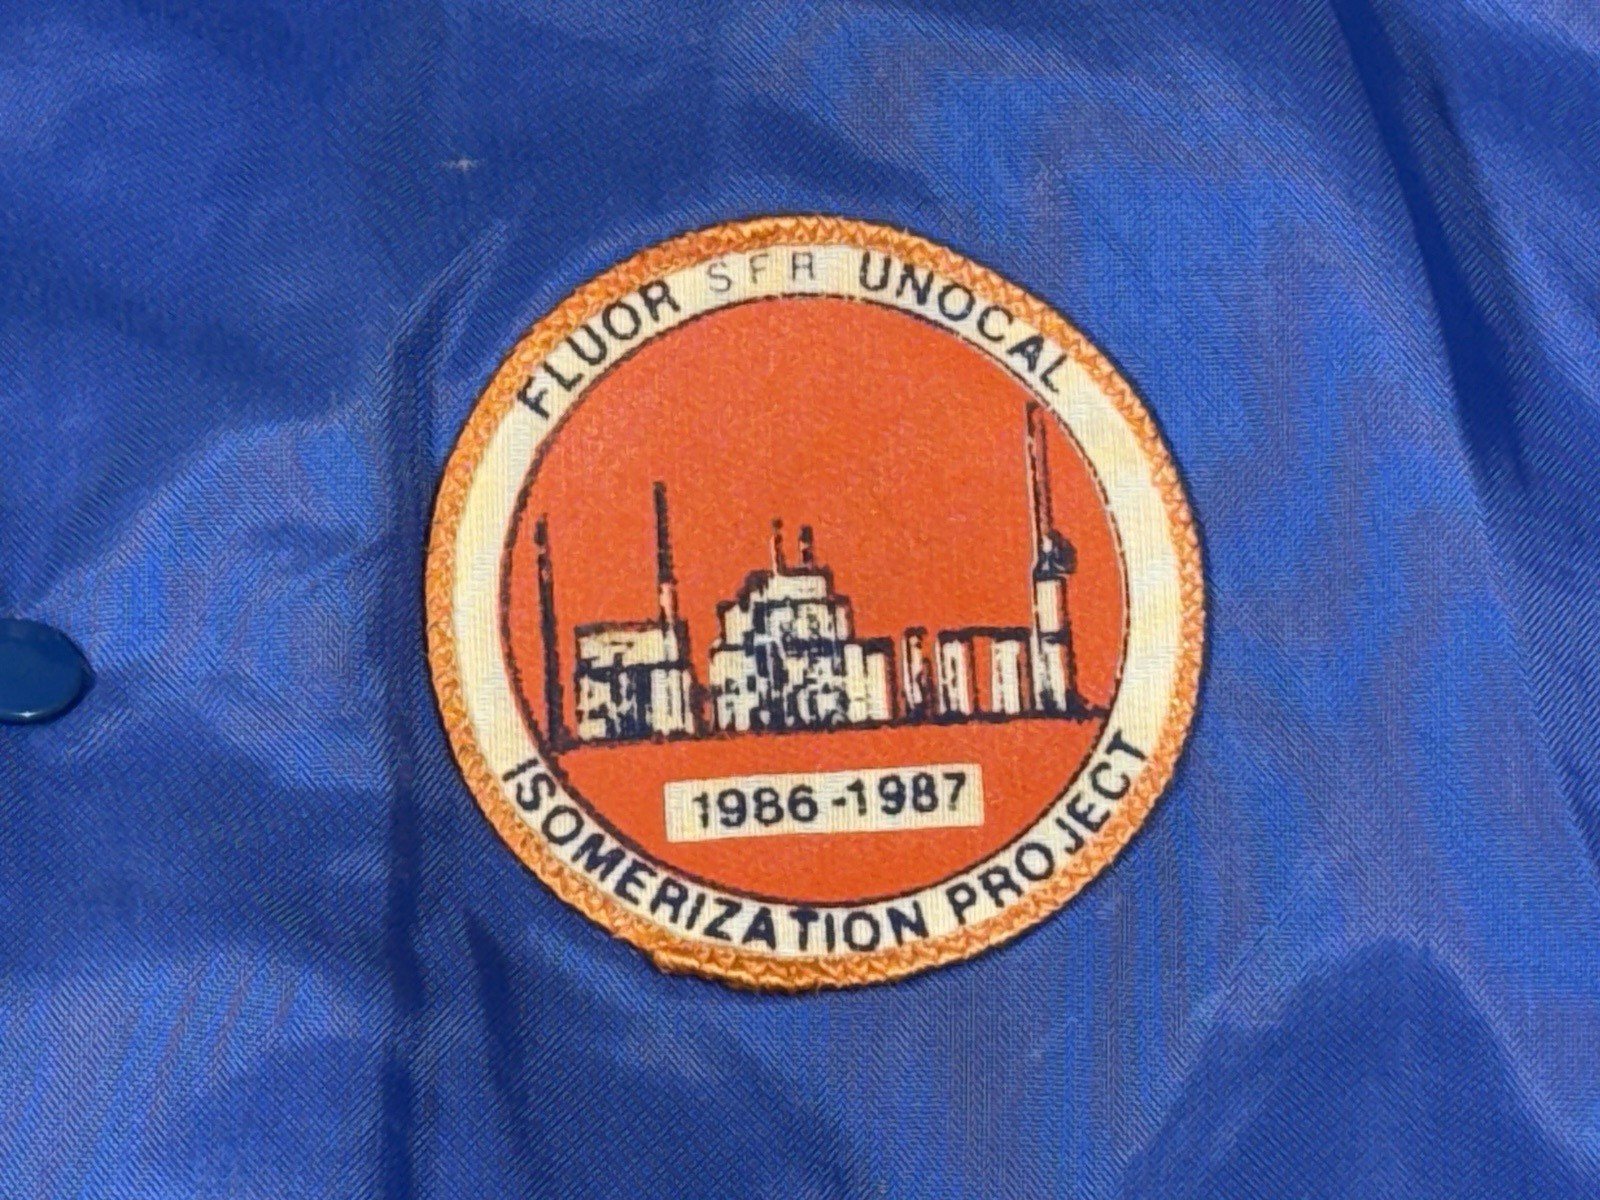 FLUOR SFR UNOCAL
1986-1987
ISOMERIZATION PROJECT